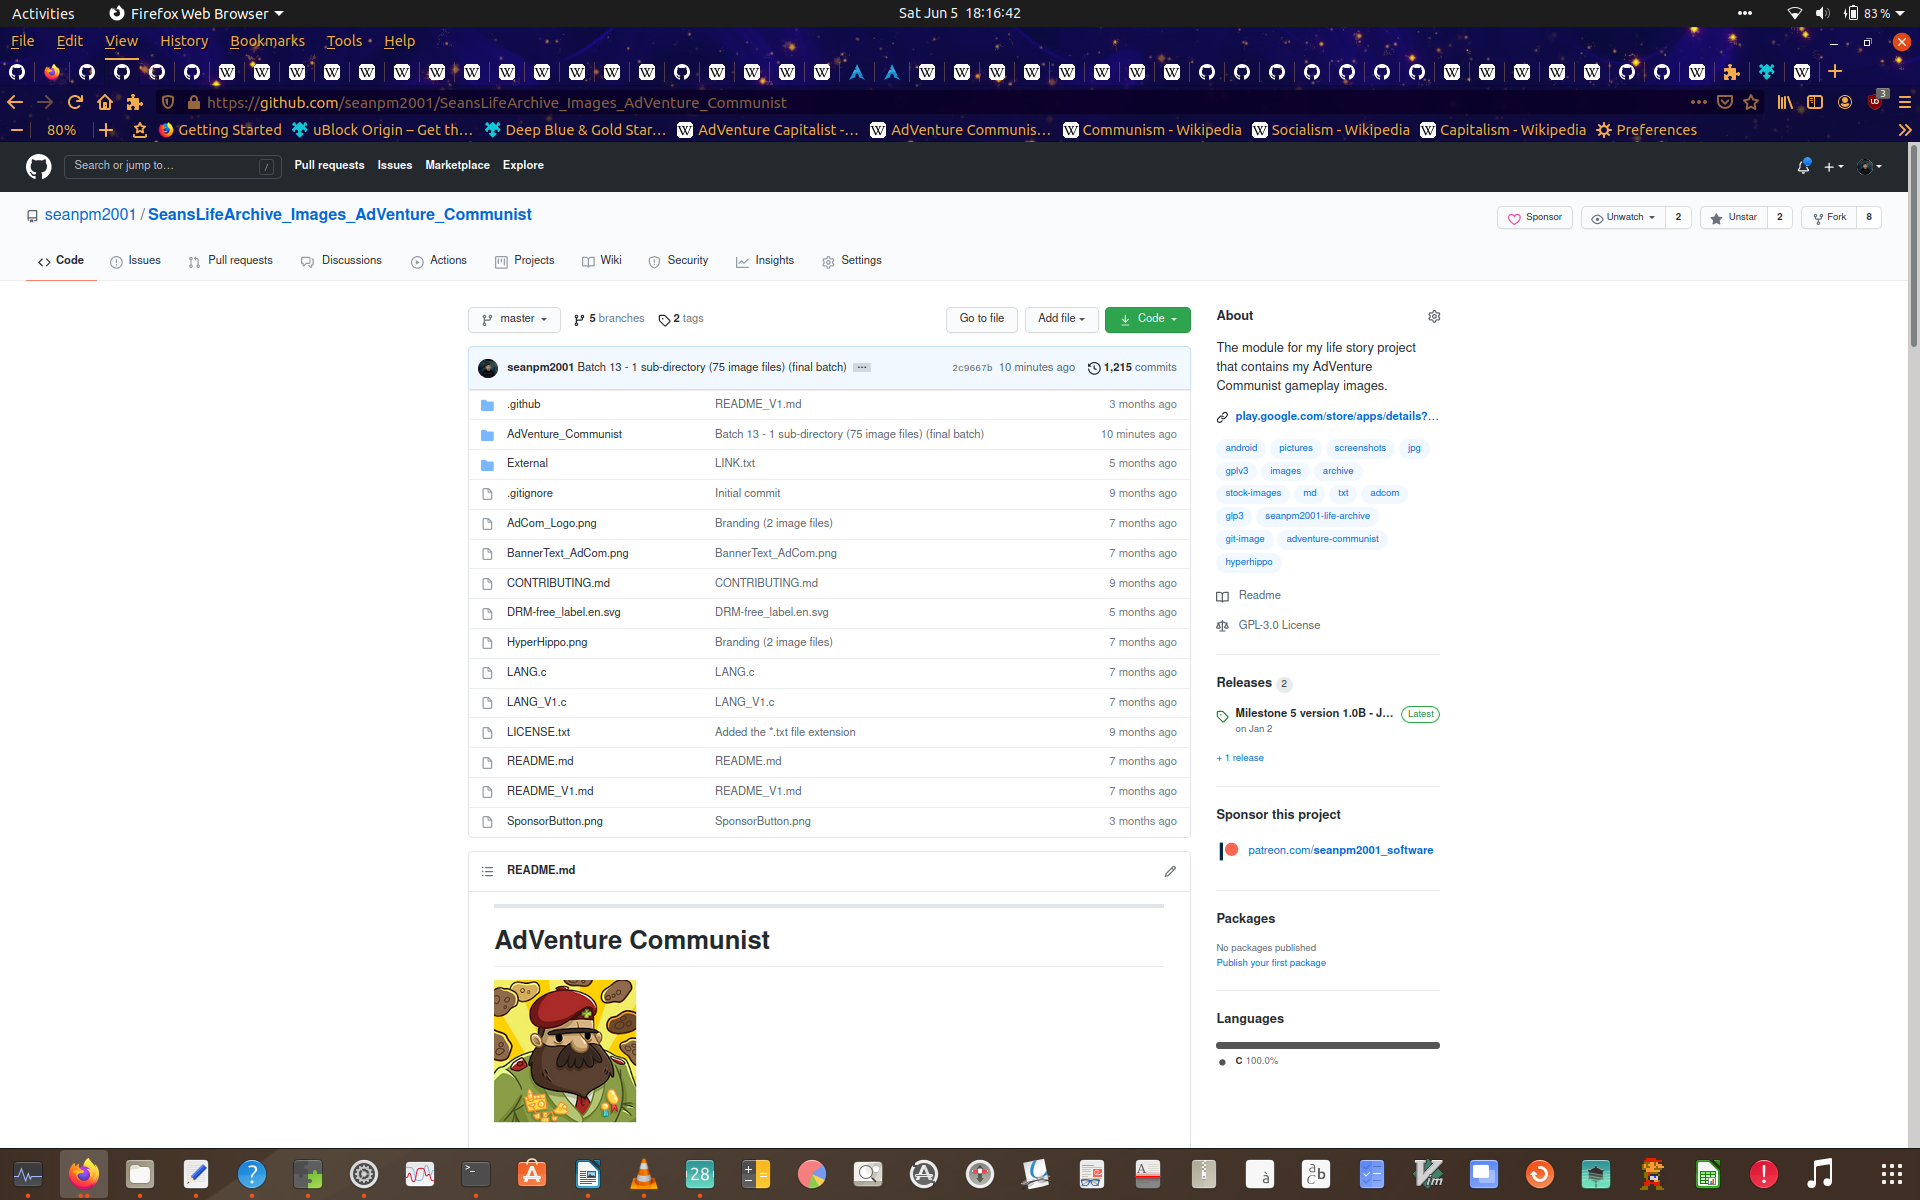 Activities
Firefox Web Browser
Sat Jun 5 18:16:42
83 %
File Edit View History Bookmarks Tools Help
https://github.com/seanpm2001/SeansLifeArchive_Images_AdVenture_Communist
3
80%
Getting Started
uBlock Origin – Get th…
Deep Blue & Gold Star…
AdVenture Capitalist -…
AdVenture Communis…
Communism - Wikipedia
Socialism - Wikipedia
Capitalism - Wikipedia
Preferences
Search or jump to… /
Pull requests Issues Marketplace Explore
seanpm2001 / SeansLifeArchive_Images_AdVenture_Communist
Sponsor Unwatch 2 Unstar 2 Fork 8
Code Issues Pull requests Discussions Actions Projects Wiki Security Insights Settings
master 5 branches 2 tags
Go to file Add file Code
seanpm2001 Batch 13 - 1 sub-directory (75 image files) (final batch) … 2c9667b 10 minutes ago 1,215 commits
.github README_V1.md 3 months ago
AdVenture_Communist Batch 13 - 1 sub-directory (75 image files) (final batch) 10 minutes ago
External LINK.txt 5 months ago
.gitignore Initial commit 9 months ago
AdCom_Logo.png Branding (2 image files) 7 months ago
BannerText_AdCom.png BannerText_AdCom.png 7 months ago
CONTRIBUTING.md CONTRIBUTING.md 9 months ago
DRM-free_label.en.svg DRM-free_label.en.svg 5 months ago
HyperHippo.png Branding (2 image files) 7 months ago
LANG.c LANG.c 7 months ago
LANG_V1.c LANG_V1.c 7 months ago
LICENSE.txt Added the *.txt file extension 9 months ago
README.md README.md 7 months ago
README_V1.md README_V1.md 7 months ago
SponsorButton.png SponsorButton.png 3 months ago
README.md
AdVenture Communist
About
The module for my life story project
that contains my AdVenture
Communist gameplay images.
play.google.com/store/apps/details?…
android pictures screenshots jpg
gplv3 images archive
stock-images md txt adcom
glp3 seanpm2001-life-archive
git-image adventure-communist
hyperhippo
Readme
GPL-3.0 License
Releases 2
Milestone 5 version 1.0B - J… Latest
on Jan 2
+ 1 release
Sponsor this project
patreon.com/seanpm2001_software
Packages
No packages published
Publish your first package
Languages
C 100.0%
28